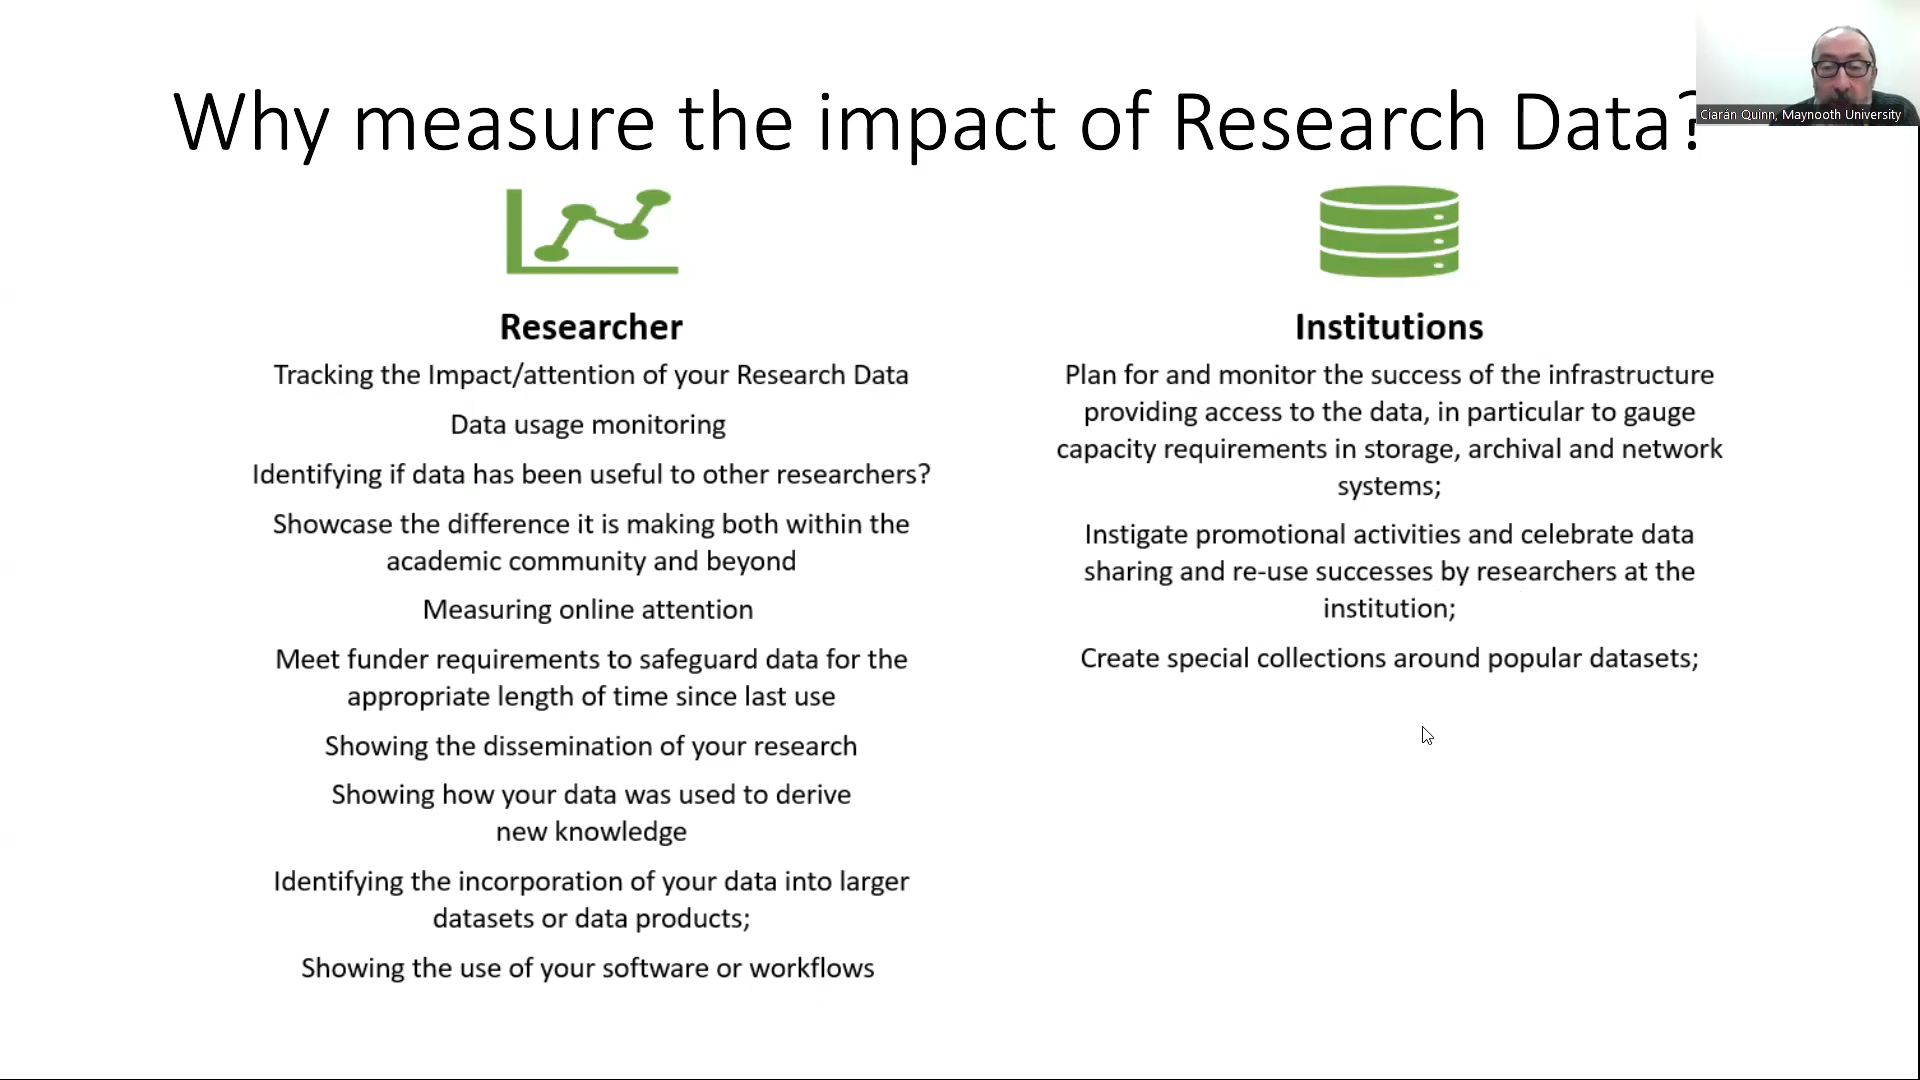 Why measure the impact of Research Data?
Ciarán Quinn, Maynooth University
Researcher
Tracking the Impact/attention of your Research Data
Data usage monitoring
Identifying if data has been useful to other researchers?
Showcase the difference it is making both within the
academic community and beyond
Measuring online attention
Meet funder requirements to safeguard data for the
appropriate length of time since last use
Showing the dissemination of your research
Showing how your data was used to derive
new knowledge
Identifying the incorporation of your data into larger
datasets or data products;
Showing the use of your software or workflows
Institutions
Plan for and monitor the success of the infrastructure
providing access to the data, in particular to gauge
capacity requirements in storage, archival and network
systems;
Instigate promotional activities and celebrate data
sharing and re-use successes by researchers at the
institution;
Create special collections around popular datasets;